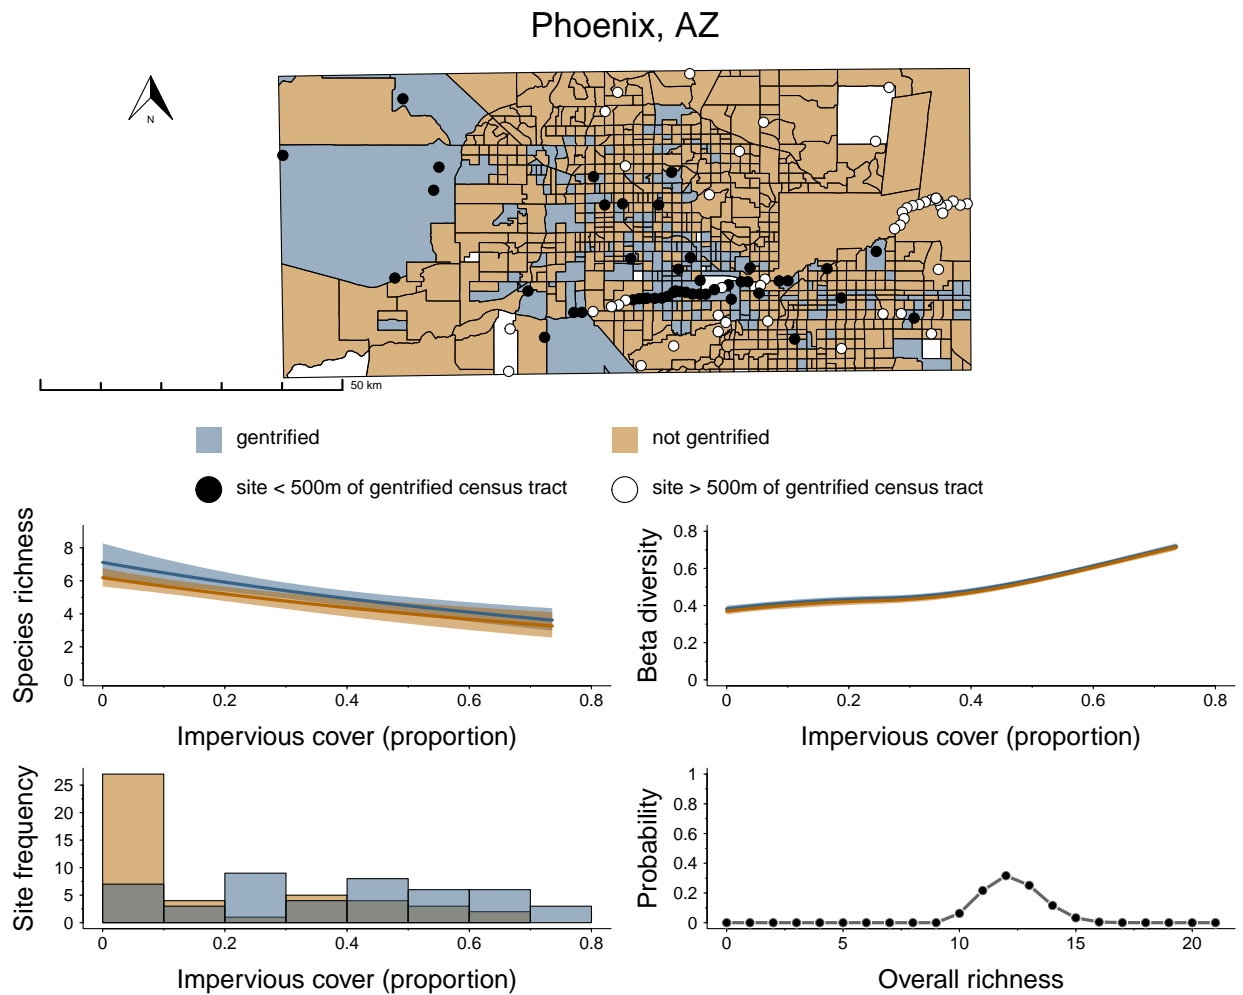 Phoenix, AZ
N
50 km
gentrified
not gentrified
site < 500m of gentrified census tract
site > 500m of gentrified census tract
Species richness
8
6
4
2
0
0
0.2
0.4
0.6
0.8
Impervious cover (proportion)
Beta diversity
0.8
0.6
0.4
0.2
0
0
0.2
0.4
0.6
0.8
Impervious cover (proportion)
Site frequency
25
20
15
10
5
0
0
0.2
0.4
0.6
0.8
Impervious cover (proportion)
Probability
1
0.8
0.6
0.4
0.2
0
0
5
10
15
20
Overall richness